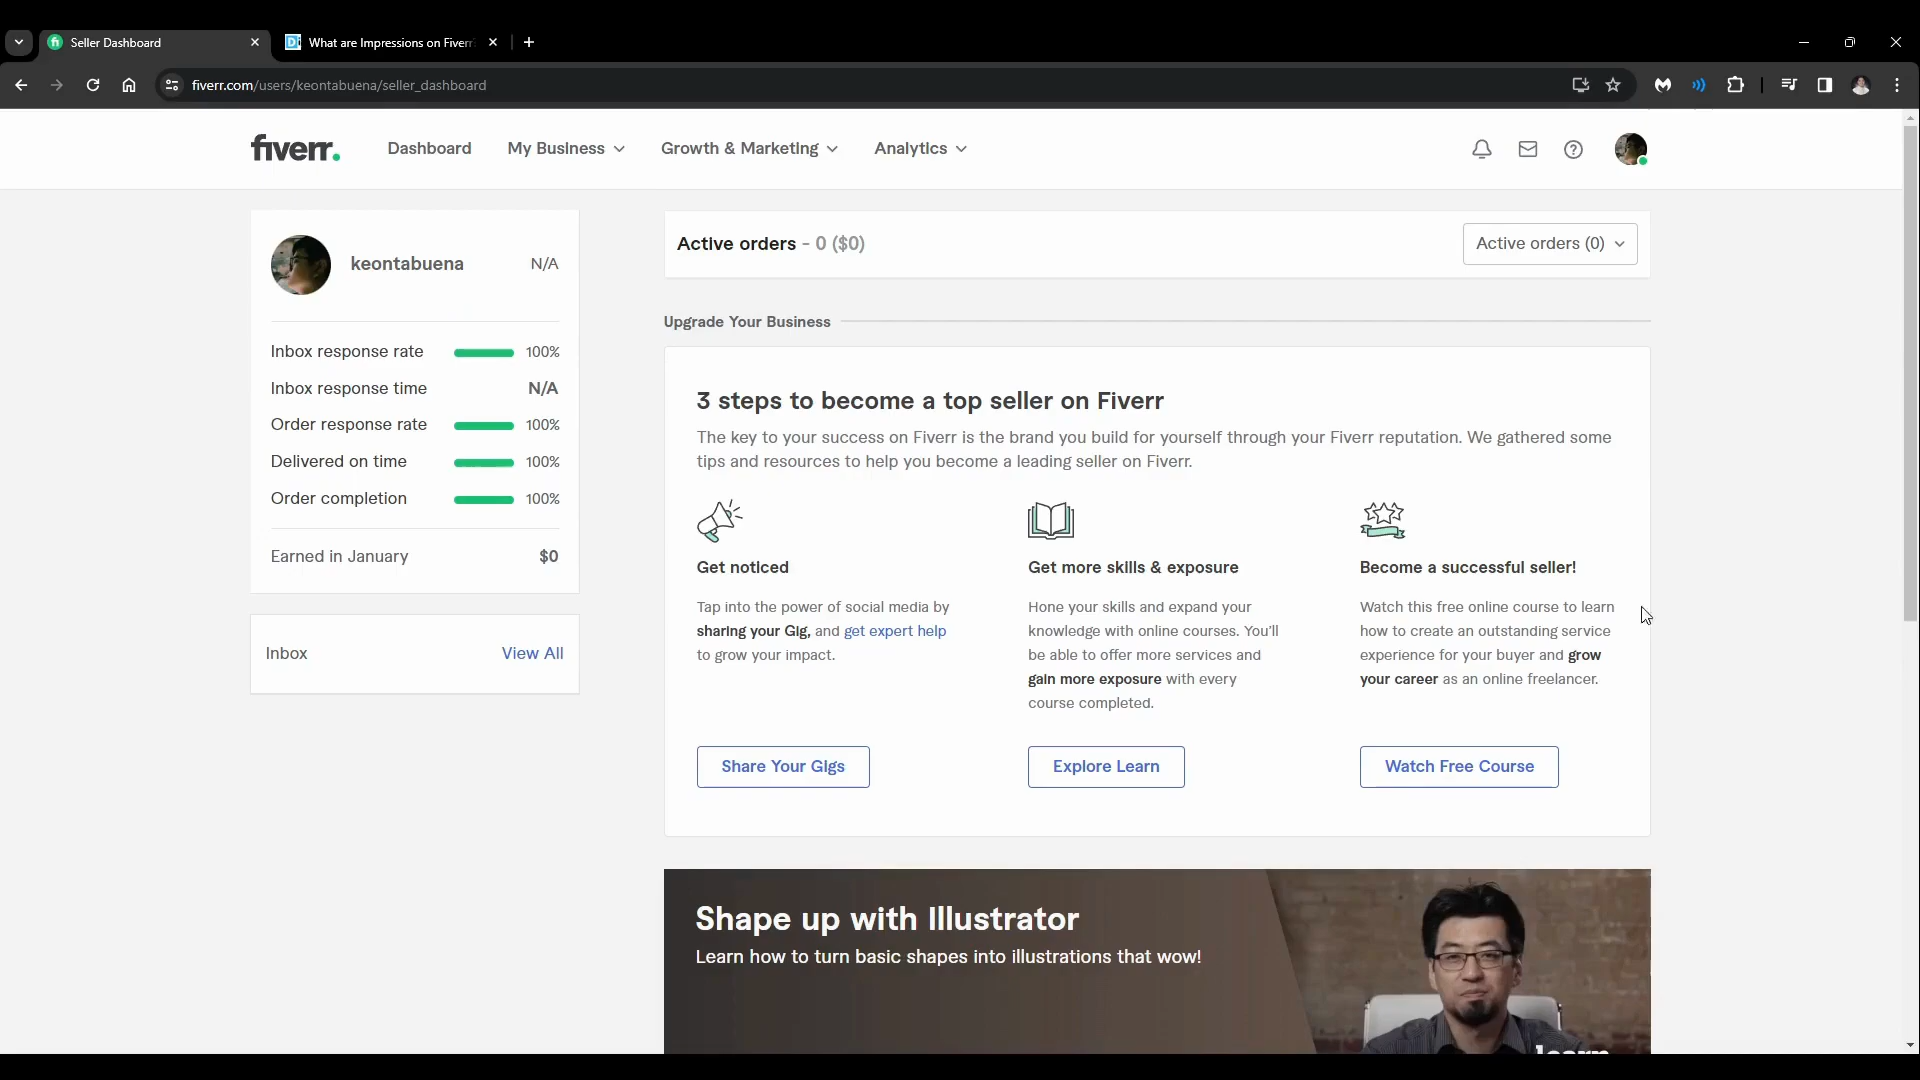 Seller Dashboard
What are Impressions on Fiverr
fiverr.com/users/keontabuena/seller_dashboard
fiverr.
Dashboard
My Business
Growth & Marketing
Analytics
keontabuena
N/A
Inbox response rate 100%
Inbox response time N/A
Order response rate 100%
Delivered on time 100%
Order completion 100%
Earned in January $0
Inbox View All
Active orders - 0 ($0)
Active orders (0)
Upgrade Your Business
3 steps to become a top seller on Fiverr
The key to your success on Fiverr is the brand you build for yourself through your Fiverr reputation. We gathered some
tips and resources to help you become a leading seller on Fiverr.
Get noticed
Tap into the power of social media by
sharing your Gig, and get expert help
to grow your impact.
Share Your Gigs
Get more skills & exposure
Hone your skills and expand your
knowledge with online courses. You'll
be able to offer more services and
gain more exposure with every
course completed.
Explore Learn
Become a successful seller!
Watch this free online course to learn
how to create an outstanding service
experience for your buyer and grow
your career as an online freelancer.
Watch Free Course
Shape up with Illustrator
Learn how to turn basic shapes into illustrations that wow!